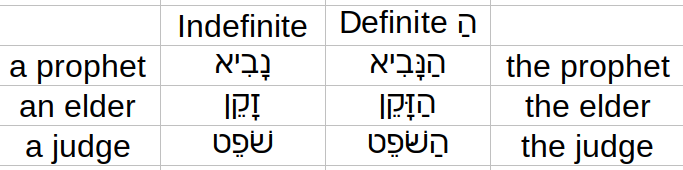 Indefinite Definite הַ
a prophet נָבִיא הַנָּבִיא the prophet
an elder זָקֵן הַזָּקֵן the elder
a judge שֹׁפֵט הַשֹּׁפֵט the judge